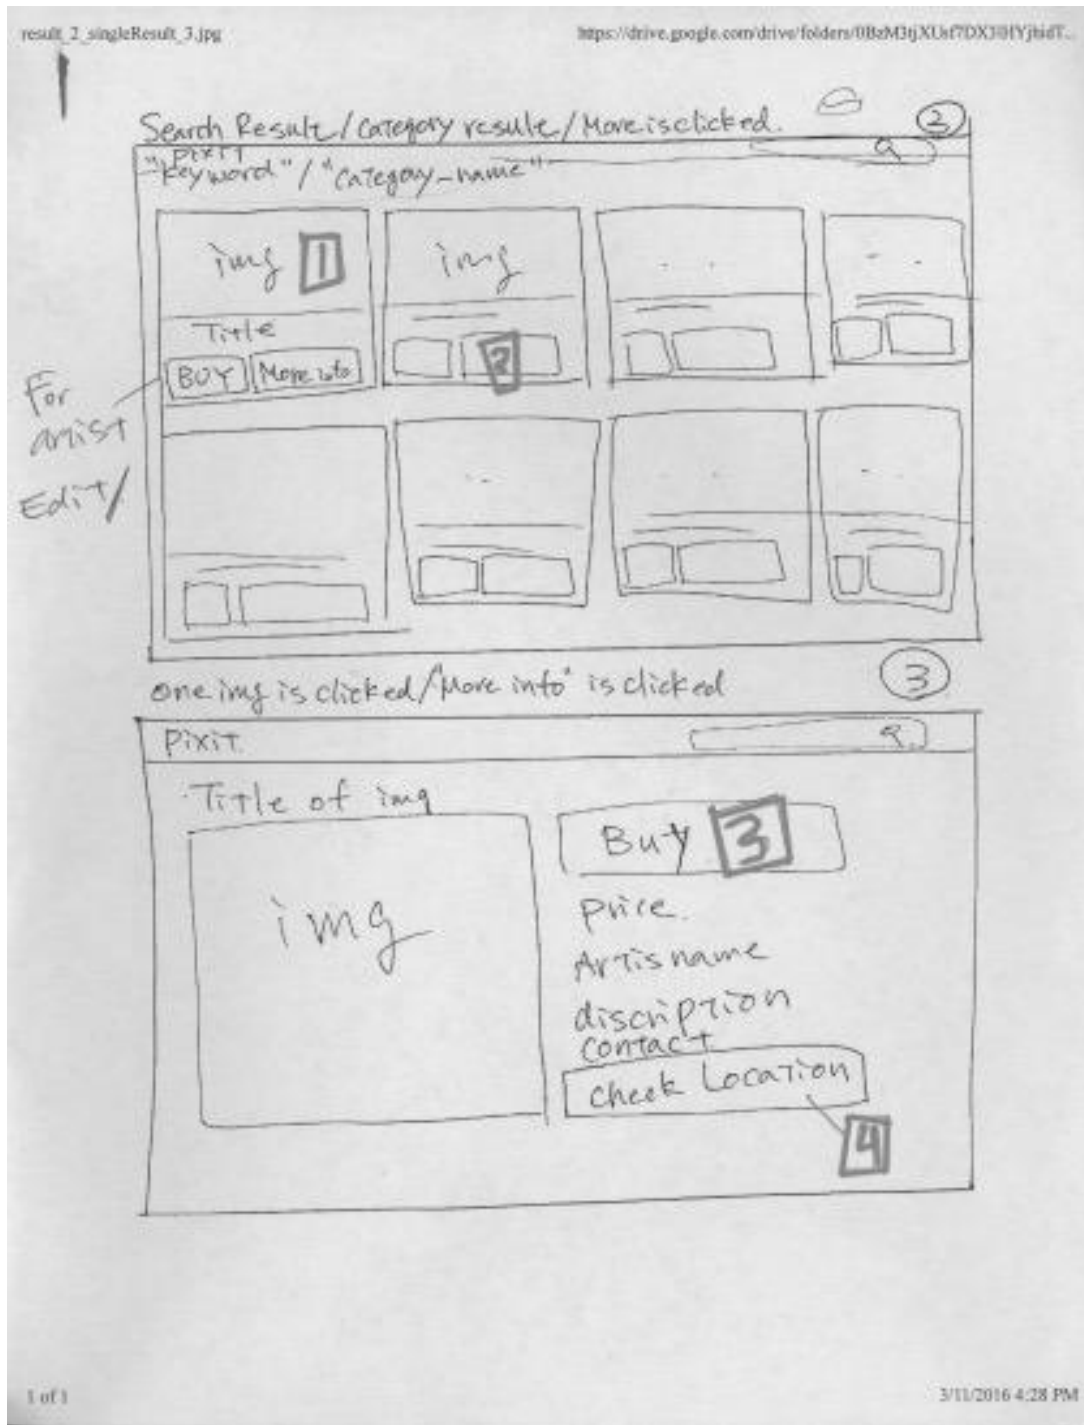 result_2_singleResult_3.jpg
Search Result / Category result / More is clicked. 2
Pixit
"keyword" / "category_name"
img 1 img
Title
BUY More info 2
For
artist
Edit/
one img is clicked/"More info" is clicked 3
Pixit
Title of img
img
Buy 3
price.
Artisname
discription
contact
Check Location
4
1 of 1
3/11/2016 4:28 PM